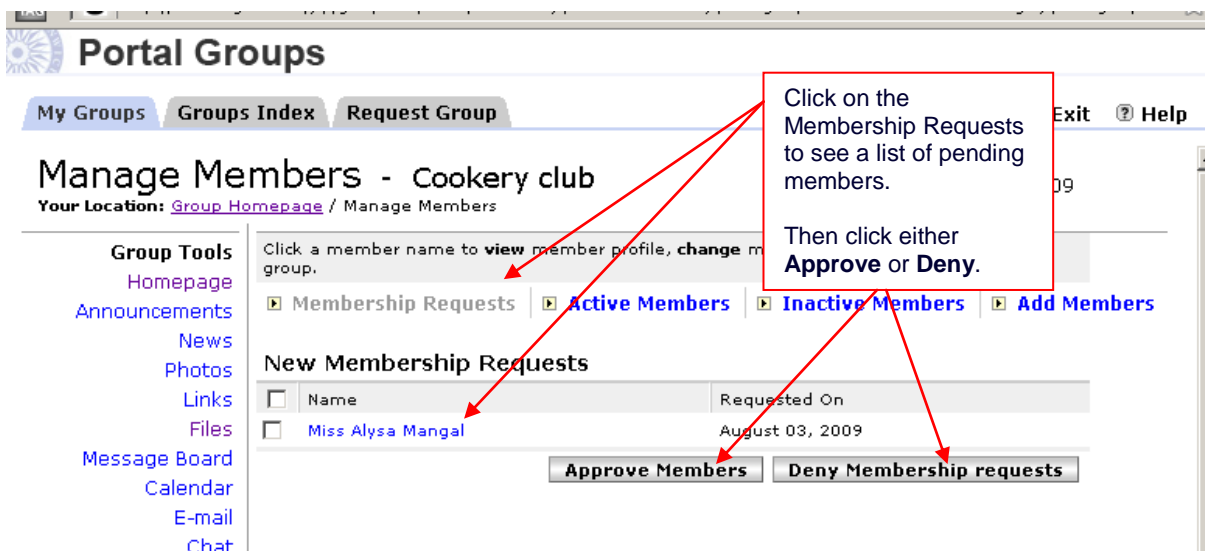 TAG
Portal Groups
My Groups Groups Index Request Group Exit ? Help
Manage Members - Cookery club 09
Your Location: Group Homepage / Manage Members
Click on the
Membership Requests
to see a list of pending
members.
Then click either
Approve or Deny.
Group Tools
Homepage
Announcements
News
Photos
Links
Files
Message Board
Calendar
E-mail
Chat
Click a member name to view member profile, change m
group.
Membership Requests Active Members Inactive Members Add Members
New Membership Requests
Name Requested On
Miss Alysa Mangal August 03, 2009
Approve Members Deny Membership requests